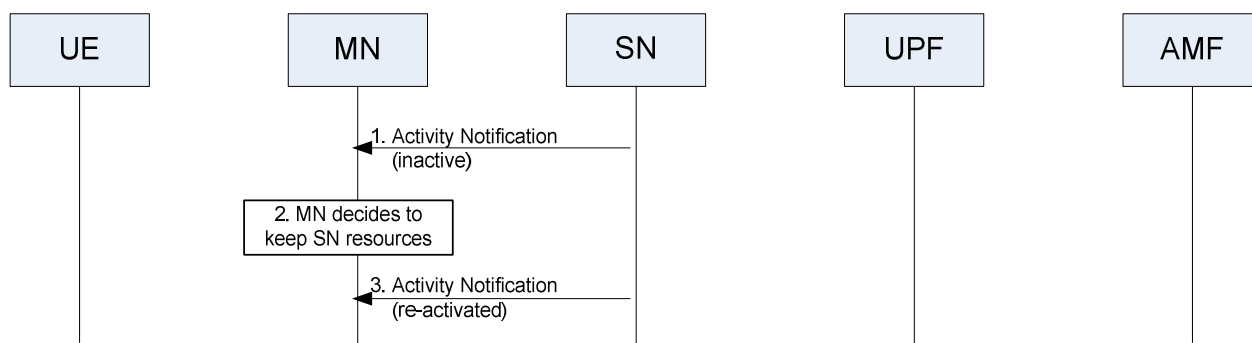 UE
MN
SN
UPF
AMF
1. Activity Notification
(inactive)
2. MN decides to
keep SN resources
3. Activity Notification
(re-activated)